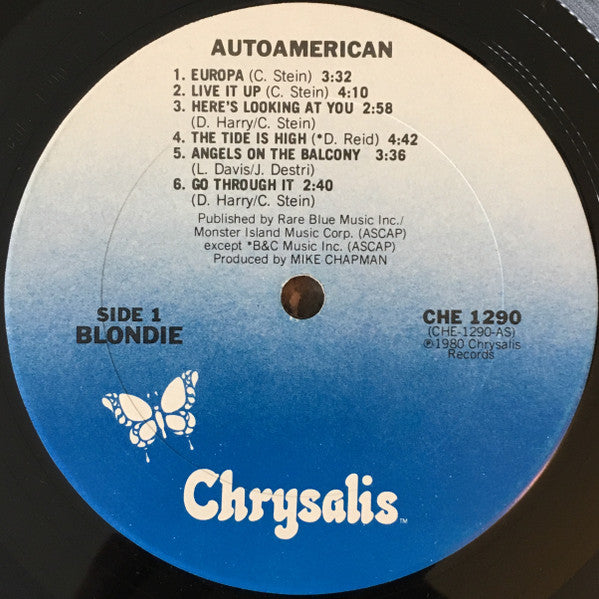 AUTOAMERICAN
1. EUROPA (C. Stein) 3:32
2. LIVE IT UP (C. Stein) 4:10
3. HERE'S LOOKING AT YOU 2:58
(D. Harry/C. Stein)
4. THE TIDE IS HIGH (*D. Reid) 4:42
5. ANGELS ON THE BALCONY 3:36
(L. Davis/J. Destri)
6. GO THROUGH IT 2:40
(D. Harry/C. Stein)
Published by Rare Blue Music Inc./
Monster Island Music Corp. (ASCAP)
except *B&C Music Inc. (ASCAP)
Produced by MIKE CHAPMAN
SIDE 1
BLONDIE
CHE 1290
(CHE-1290-AS)
℗1980 Chrysalis
Records
Chrysalis™